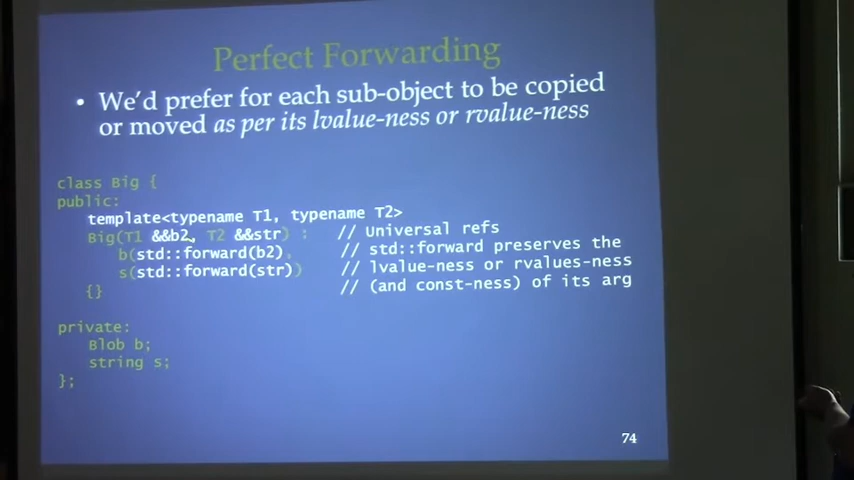 Perfect Forwarding
• We'd prefer for each sub-object to be copied
or moved as per its lvalue-ness or rvalue-ness
class Big {
public:
template<typename T1, typename T2>
Big(T1 &&b2, T2 &&str) : // Universal refs
b(std::forward(b2), // std::forward preserves the
s(std::forward(str)) // lvalue-ness or rvalues-ness
{} // (and const-ness) of its arg
private:
Blob b;
string s;
};
74